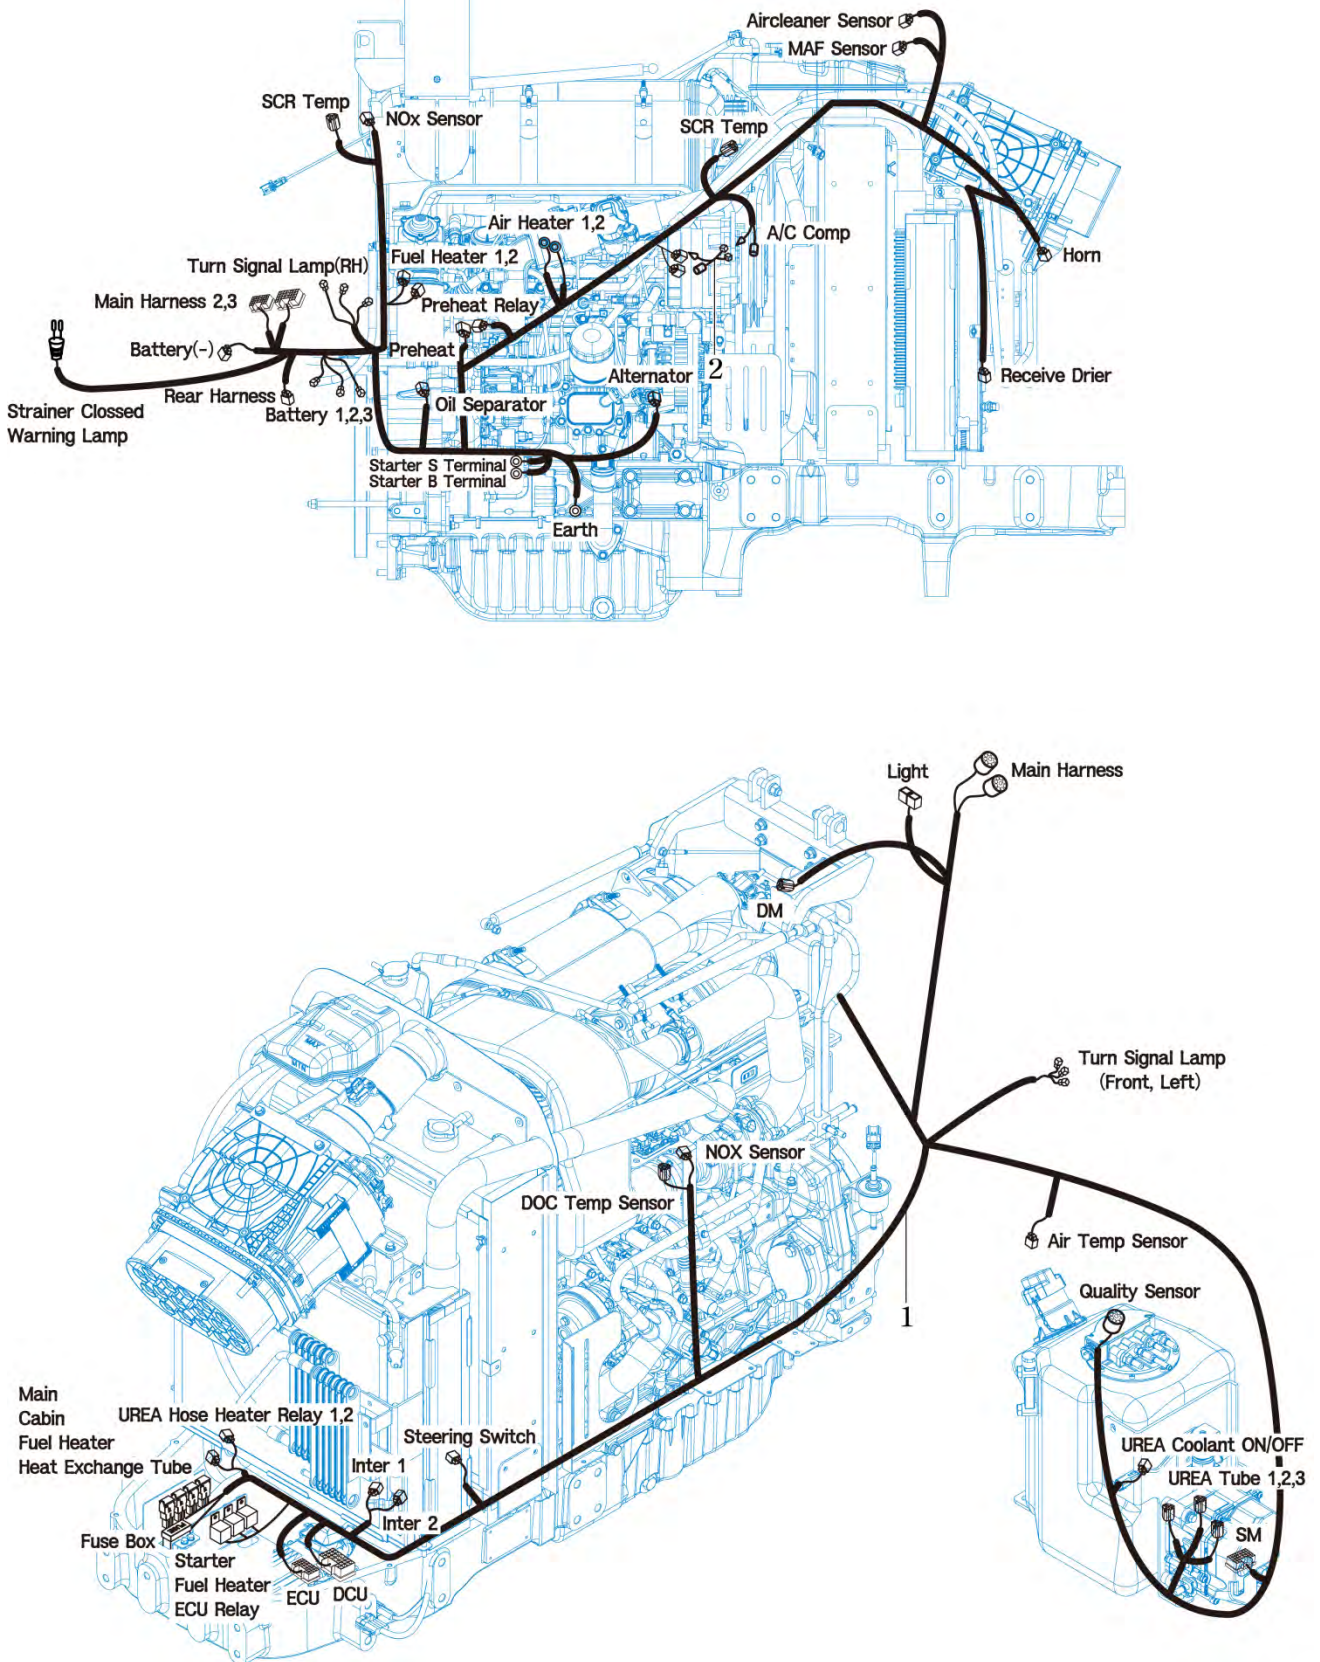 Aircleaner Sensor
MAF Sensor
SCR Temp
NOx Sensor
SCR Temp
Air Heater 1,2
A/C Comp
Fuel Heater 1,2
Horn
Turn Signal Lamp(RH)
Main Harness 2,3
Preheat Relay
Battery(-)
Preheat
2
Alternator
Receive Drier
Rear Harness
Battery 1,2,3
Oil Separator
Strainer Clossed
Warning Lamp
Starter S Terminal
Starter B Terminal
Earth
Light
Main Harness
DM
Turn Signal Lamp
(Front, Left)
NOX Sensor
DOC Temp Sensor
Air Temp Sensor
Quality Sensor
1
MAX
MIN
Main
Cabin
Fuel Heater
Heat Exchange Tube
UREA Hose Heater Relay 1,2
Steering Switch
Inter 1
Inter 2
UREA Coolant ON/OFF
UREA Tube 1,2,3
SM
Fuse Box
Starter
Fuel Heater
ECU Relay
ECU
DCU